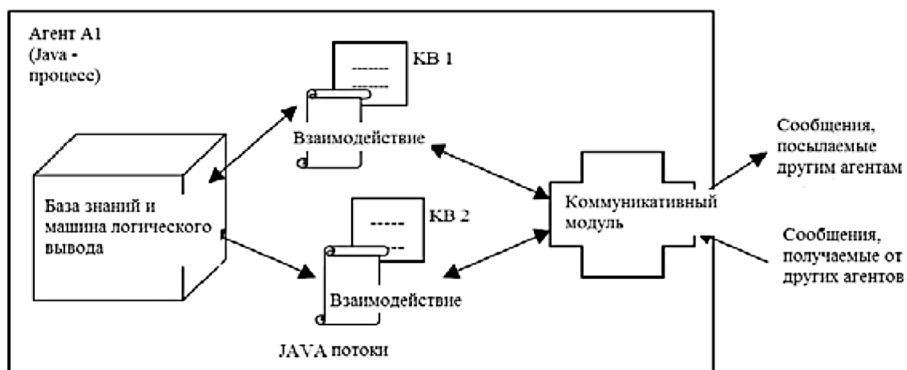 Агент А1
(Java -
процесс)
КВ 1
Взаимодействие
База знаний и
машина логического
вывода
КВ 2
Взаимодействие
JAVA потоки
Коммуникативный
модуль
Сообщения,
посылаемые
другим агентам
Сообщения,
получаемые от
других агентов